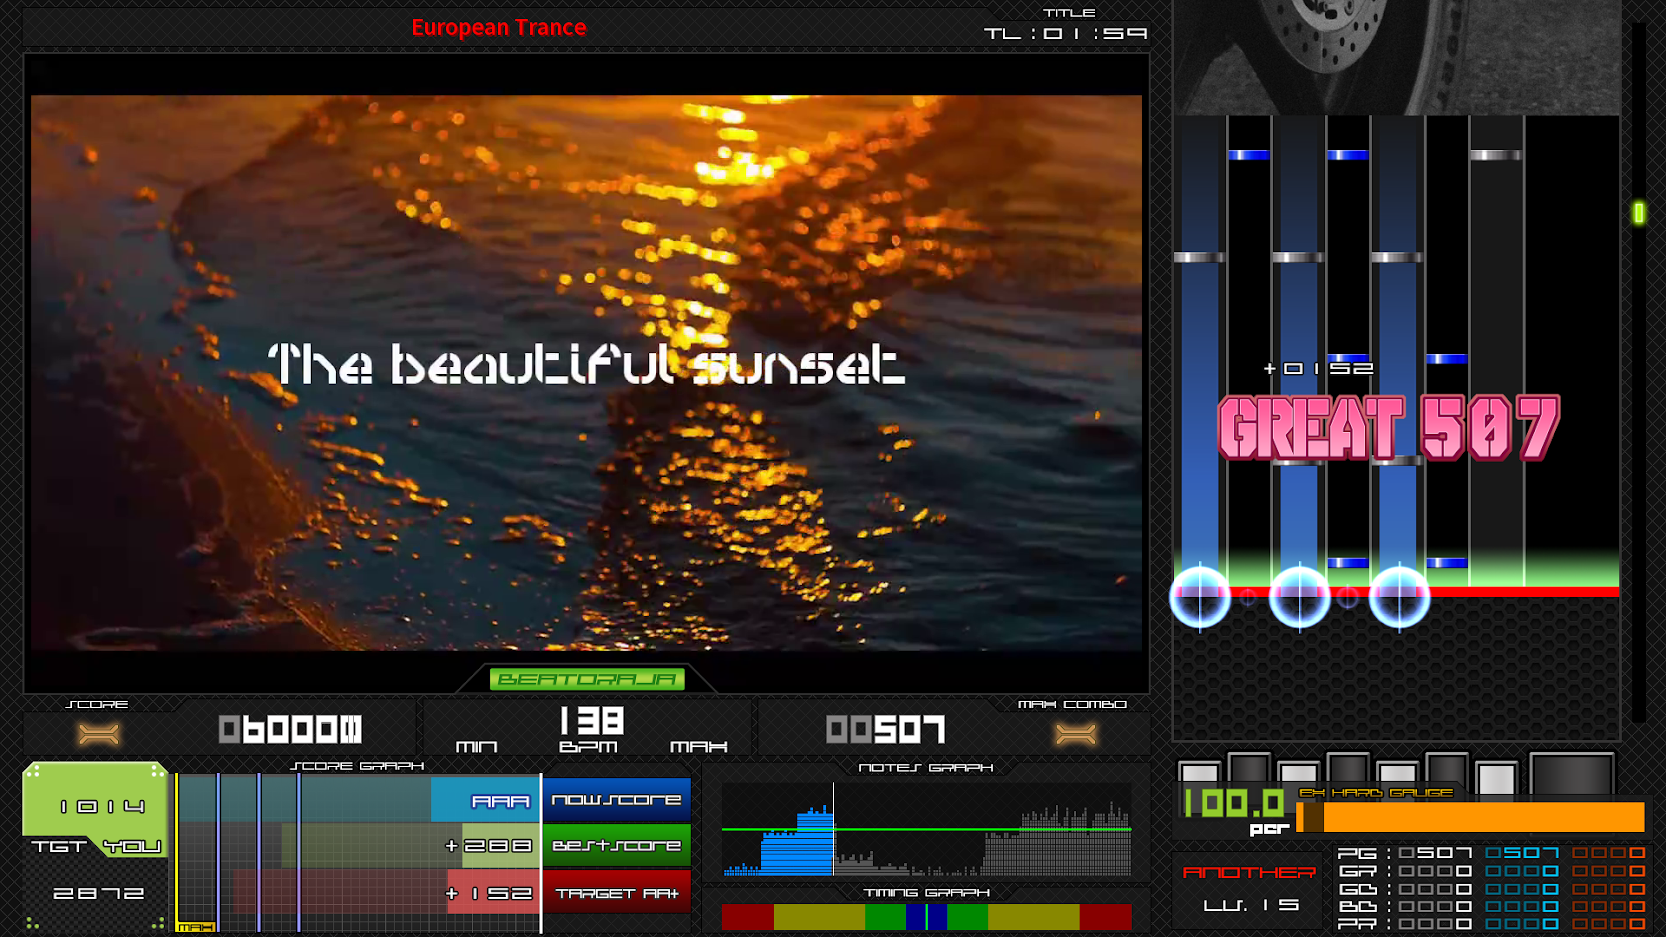 European Trance
TITLE
TL:01:59
The beautiful sunset
+0152
GREAT 507
BEATORAJA
SCORE
MAX COMBO
138
00507
MIN
BPM
MAX
SCORE GRAPH
NOTES GRAPH
1014
AAA
NOWSCORE
100.0
EX HARD GAUGE
pcr
TGT
YOU
+288
BESTSCORE
PG : 0507 0507 0000
ANOTHER
GR : 0000 0000 0000
2872
+152
TARGET AA+
TIMING GRAPH
GD : 0000 0000 0000
LV. 15
BD : 0000 0000 0000
MAX
PR : 0000 0000 0000